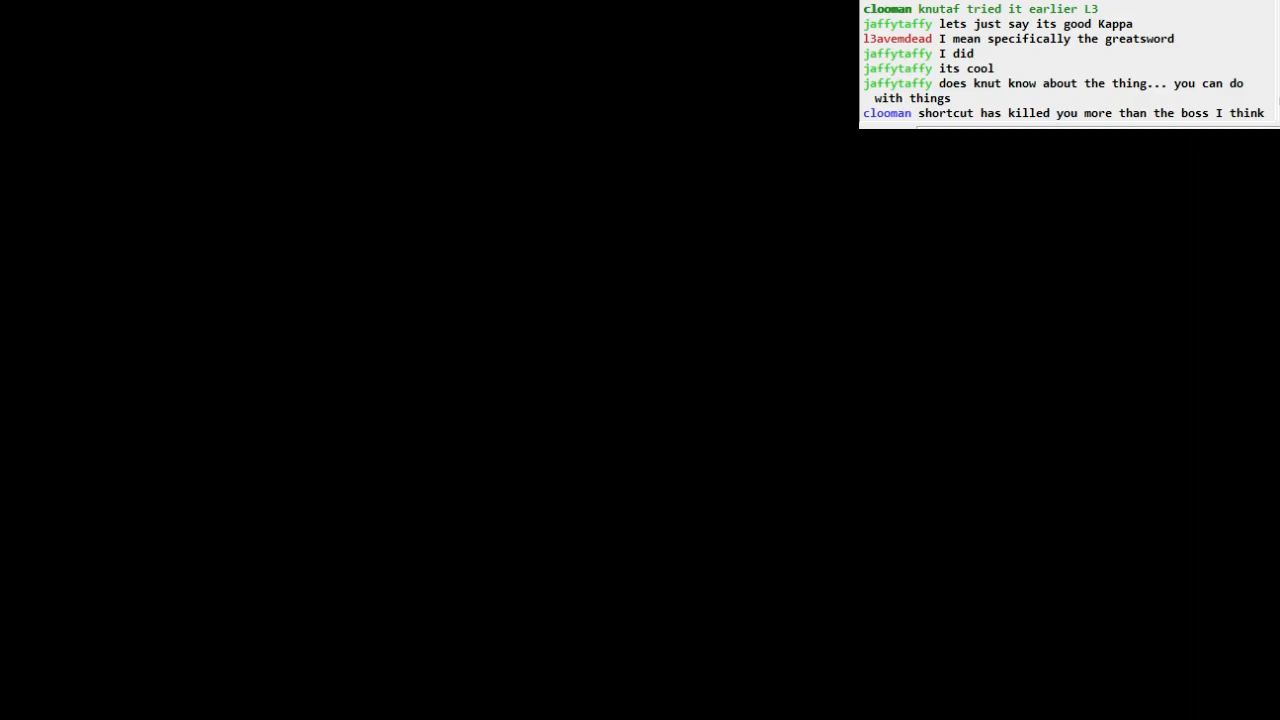 clooman knutaf tried it earlier L3
jaffytaffy lets just say its good Kappa
l3avemdead I mean specifically the greatsword
jaffytaffy I did
jaffytaffy its cool
jaffytaffy does knut know about the thing... you can do
with things
clooman shortcut has killed you more than the boss I think